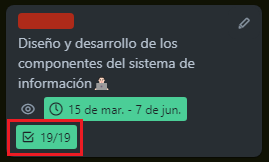 Diseño y desarrollo de los
componentes del sistema de
información
15 de mar. - 7 de jun.
19/19